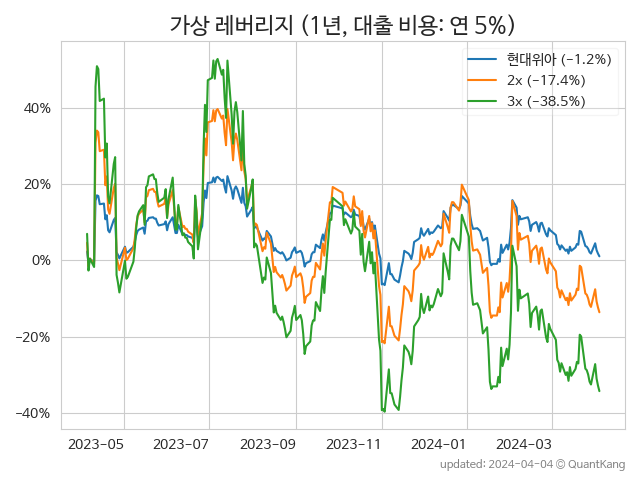 가상 레버리지 (1년, 대출 비용: 연 5%)
현대위아 (−1.2%)
2x (−17.4%)
3x (−38.5%)
40%
20%
0%
−20%
−40%
2023-05 2023-07 2023-09 2023-11 2024-01 2024-03
updated: 2024-04-04 © QuantKang